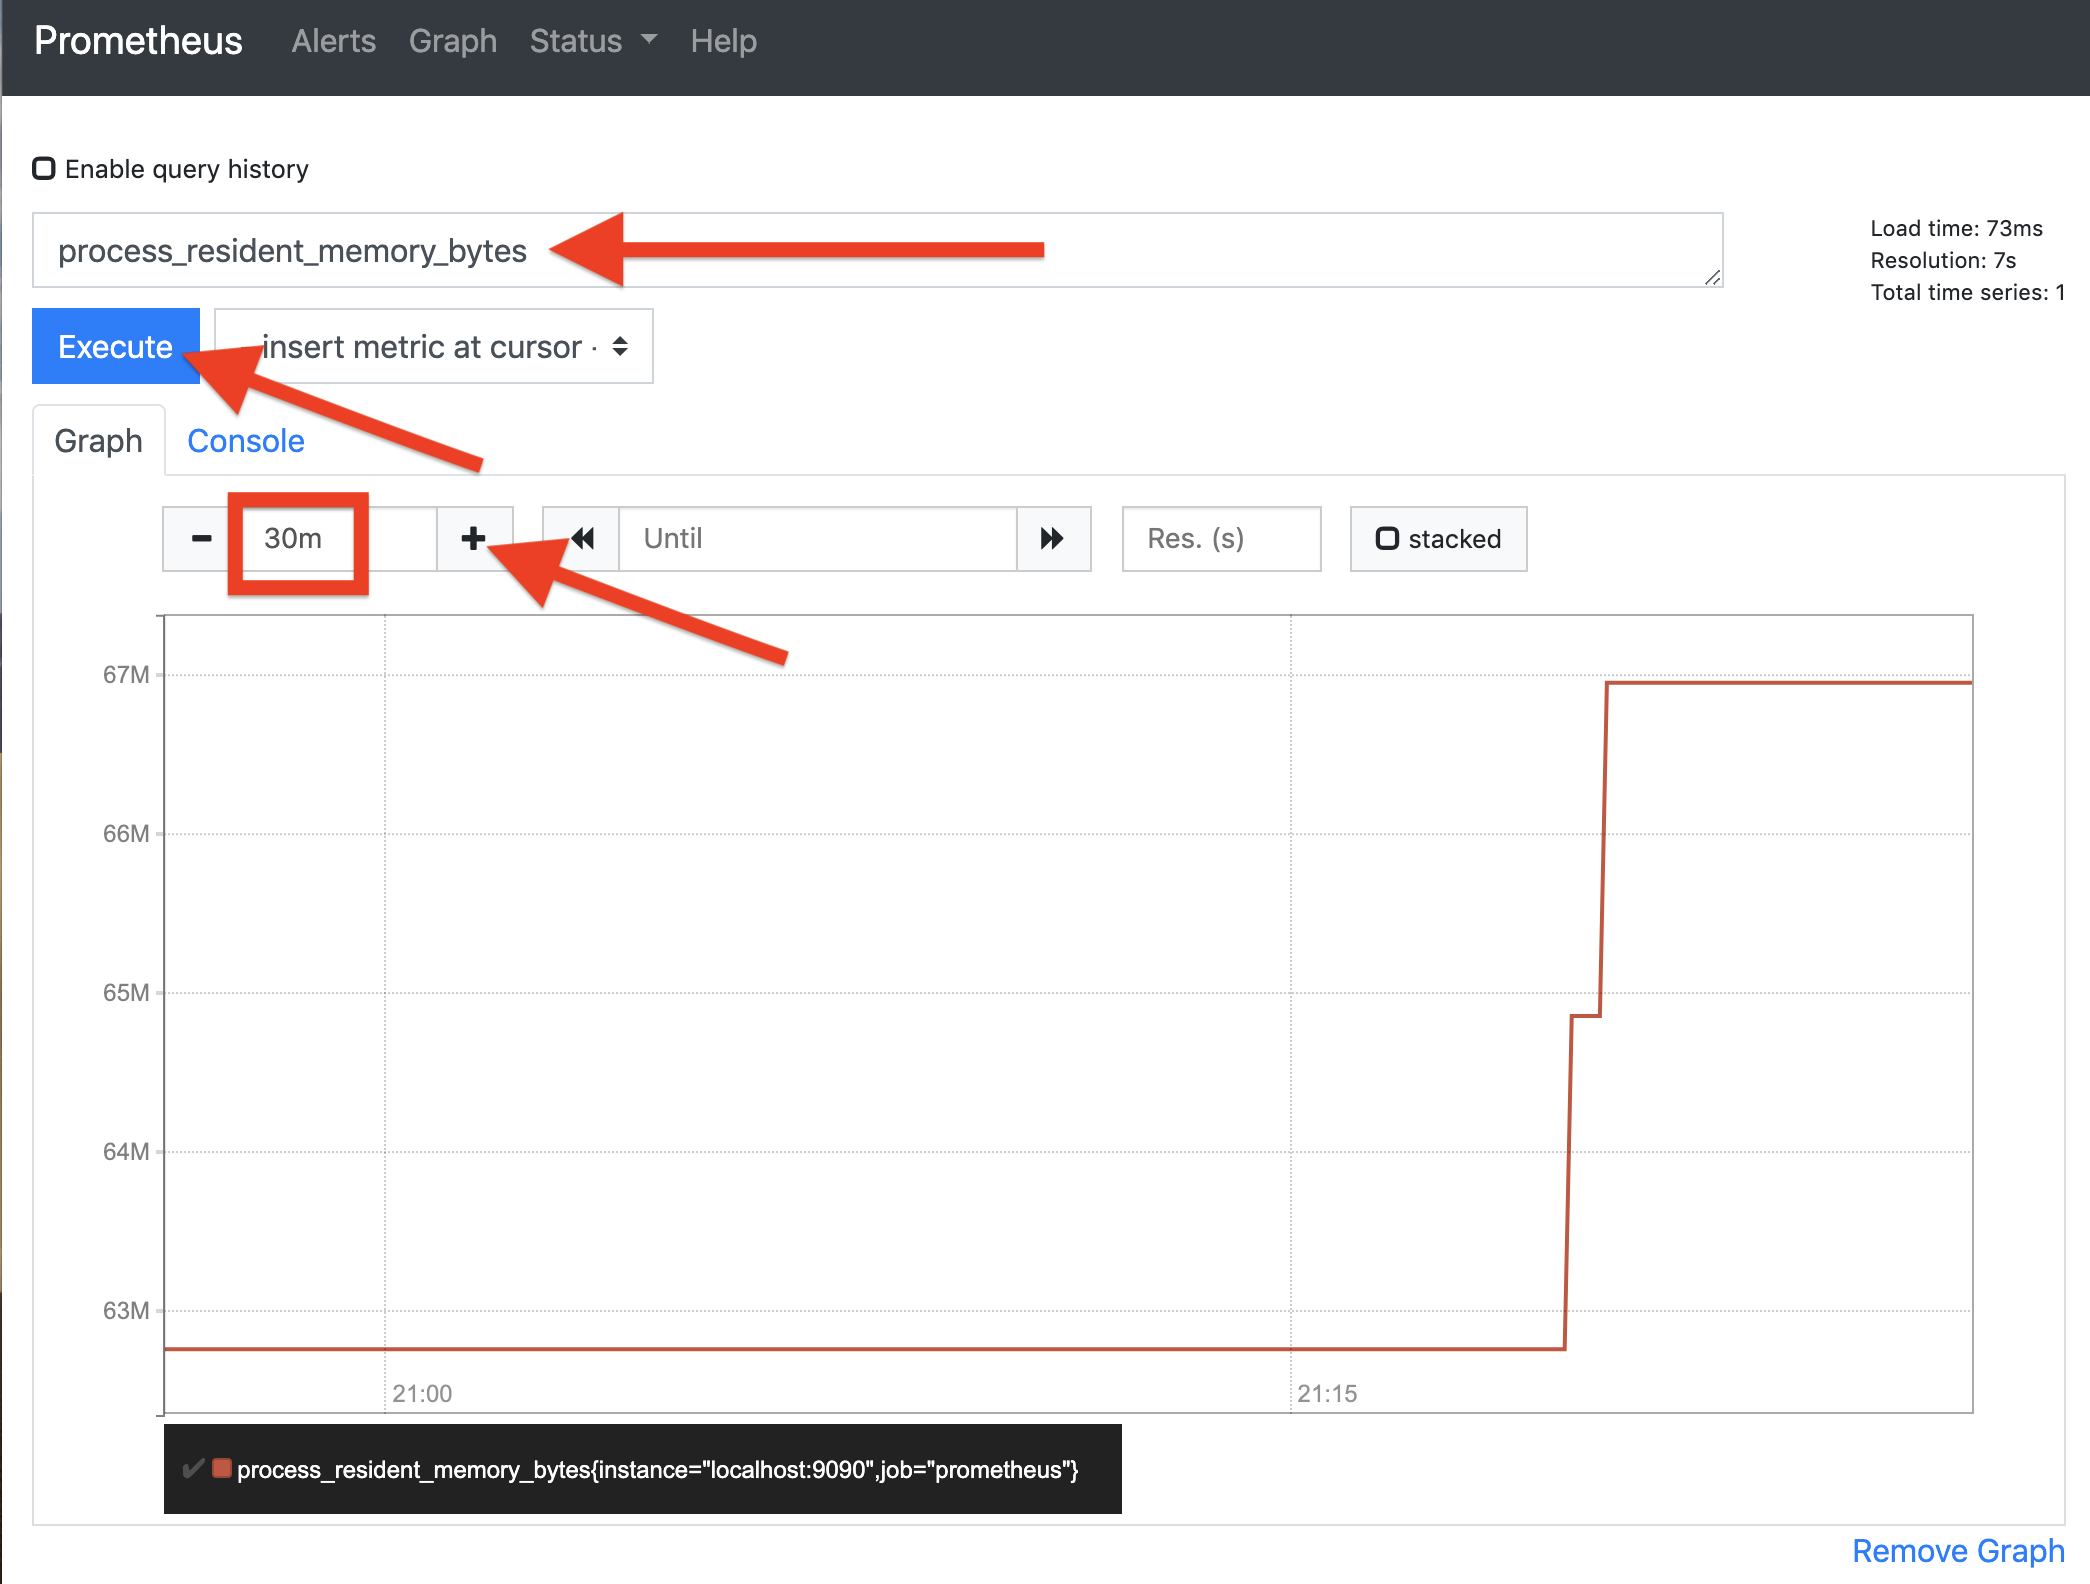 Prometheus Alerts Graph Status Help
Enable query history
process_resident_memory_bytes
Load time: 73ms
Resolution: 7s
Total time series: 1
Execute
insert metric at cursor -
Graph Console
30m
Until
Res. (s)
stacked
67M
66M
65M
64M
63M
21:00
21:15
process_resident_memory_bytes{instance="localhost:9090",job="prometheus"}
Remove Graph